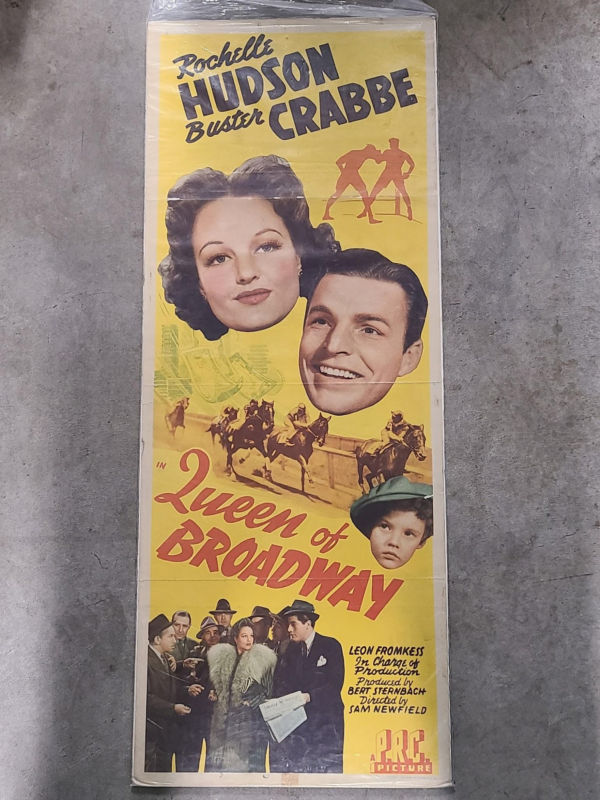 Rochelle
HUDSON
Buster CRABBE
IN
Queen of
BROADWAY
LEON FROMKESS
In Charge of
Production
Produced by
BERT STERNBACH
Directed by
SAM NEWFIELD
A P.R.C.
PICTURE